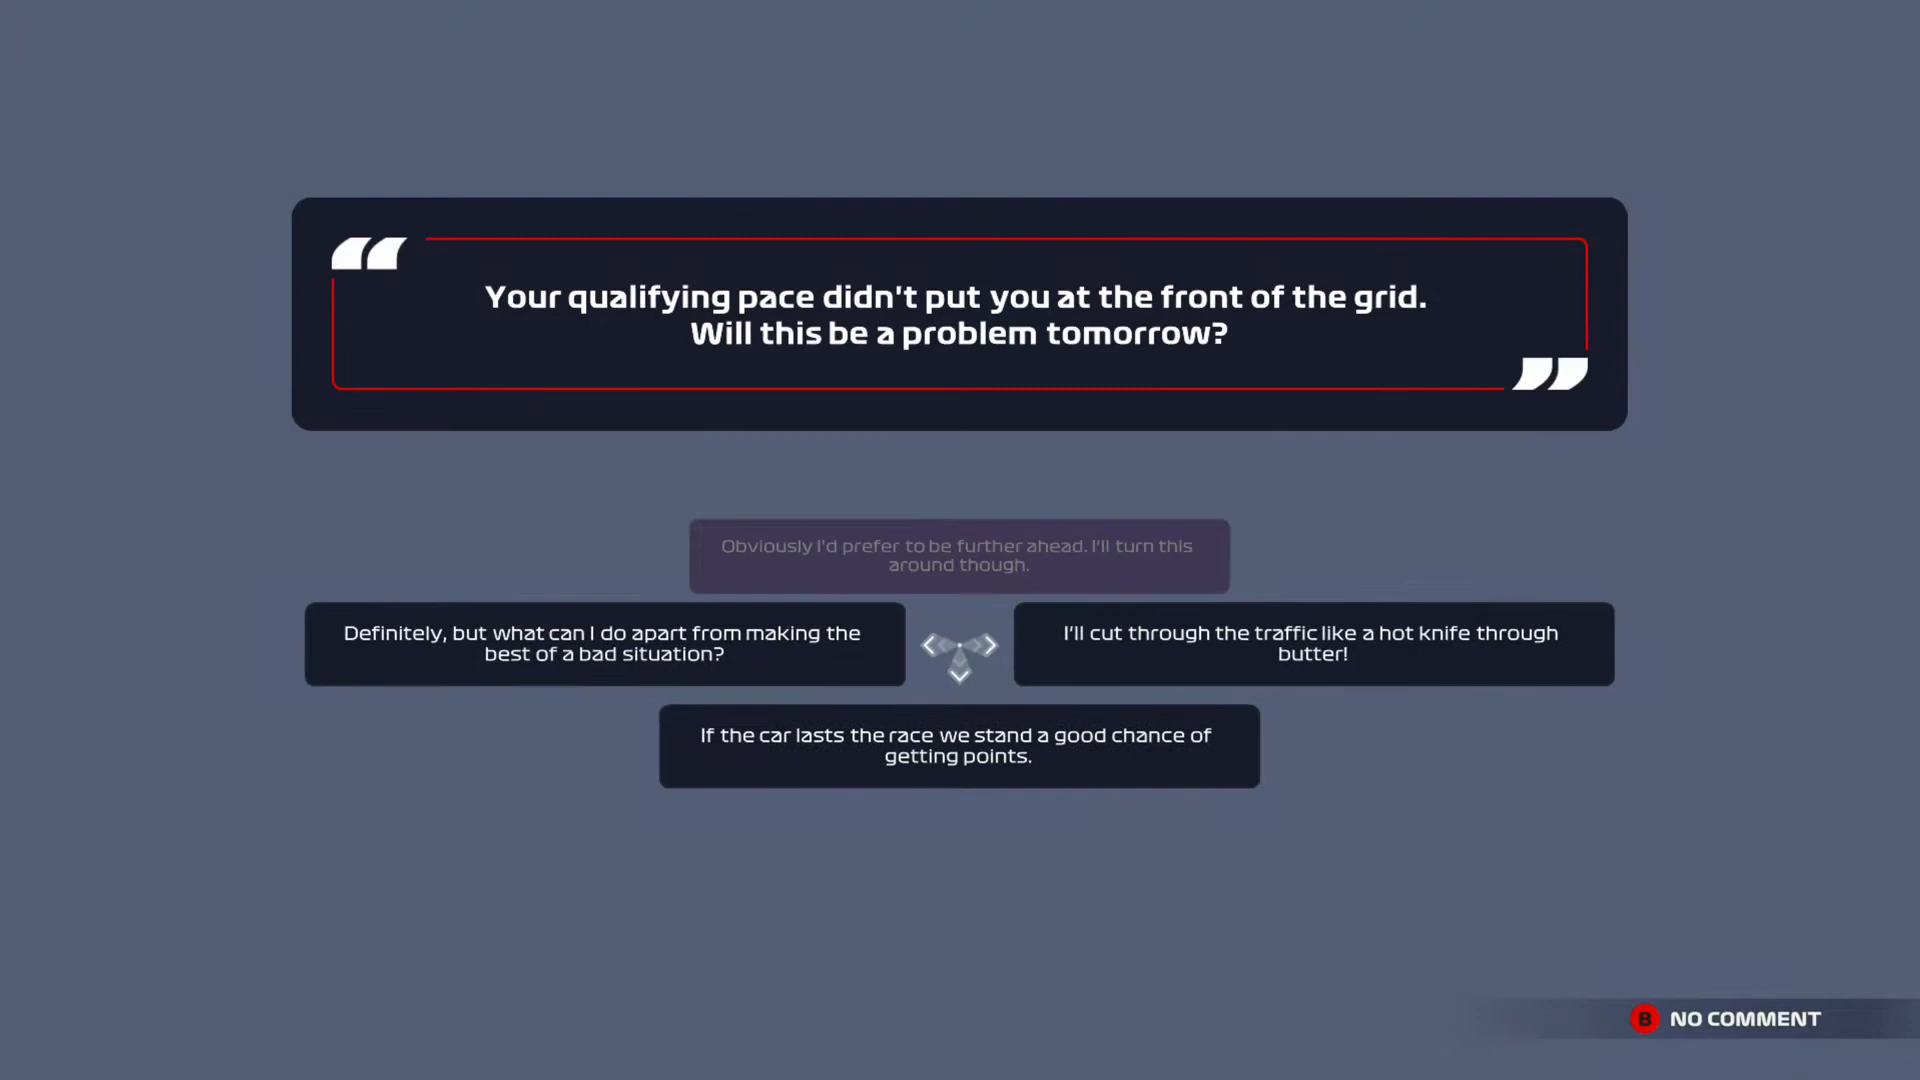 Your qualifying pace didn't put you at the front of the grid.
Will this be a problem tomorrow?
Obviously I'd prefer to be further ahead. I'll turn this
around though.
Definitely, but what can I do apart from making the
best of a bad situation?
I'll cut through the traffic like a hot knife through
butter!
If the car lasts the race we stand a good chance of
getting points.
B NO COMMENT